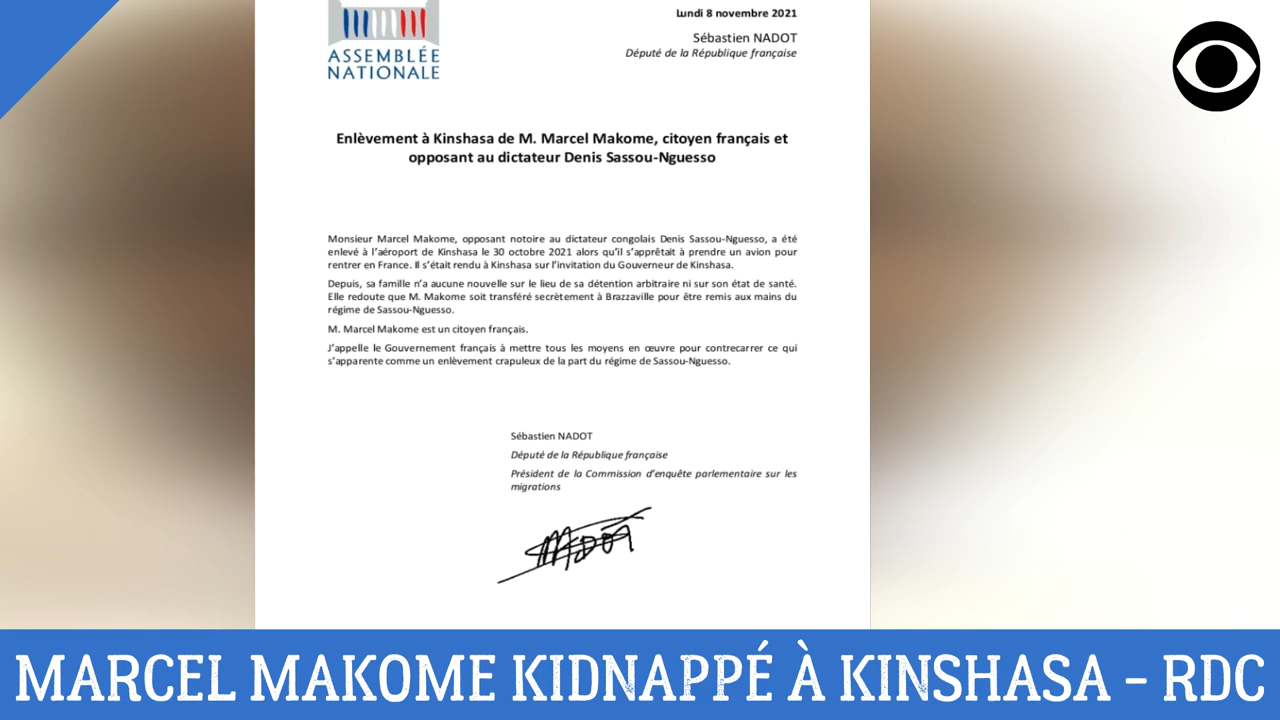 Lundi 8 novembre 2021
Sébastien NADOT
Député de la République française
ASSEMBLÉE
NATIONALE
Enlèvement à Kinshasa de M. Marcel Makome, citoyen français et
opposant au dictateur Denis Sassou-Nguesso
Monsieur Marcel Makome, opposant notoire au dictateur congolais Denis Sassou-Nguesso, a été
enlevé à l'aéroport de Kinshasa le 30 octobre 2021 alors qu'il s'apprêtait à prendre un avion pour
rentrer en France. Il s'était rendu à Kinshasa sur l'invitation du Gouverneur de Kinshasa.
Depuis, sa famille n'a aucune nouvelle sur le lieu de sa détention arbitraire ni sur son état de santé.
Elle redoute que M. Makome soit transféré secrètement à Brazzaville pour être remis aux mains du
régime de Sassou-Nguesso.
M. Marcel Makome est un citoyen français.
J'appelle le Gouvernement français à mettre tous les moyens en œuvre pour contrecarrer ce qui
s'apparente comme un enlèvement crapuleux de la part du régime de Sassou-Nguesso.
Sébastien NADOT
Député de la République française
Président de la Commission d'enquête parlementaire sur les
migrations
NADOT
MARCEL MAKOME KIDNAPPÉ À KINSHASA - RDC